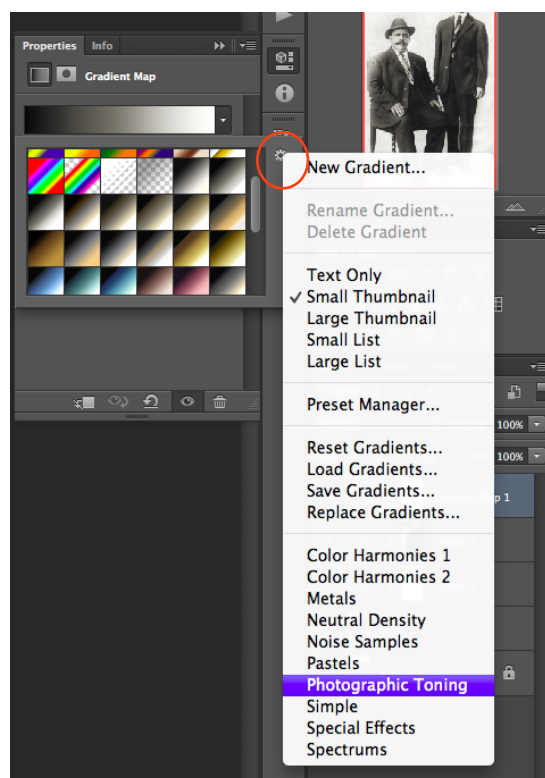 Properties Info
Gradient Map
New Gradient...
Rename Gradient...
Delete Gradient
Text Only
✓ Small Thumbnail
Large Thumbnail
Small List
Large List
Preset Manager...
100%
Reset Gradients...
100%
Load Gradients...
Save Gradients...
p 1
Replace Gradients...
Color Harmonies 1
Color Harmonies 2
Metals
Neutral Density
Noise Samples
Pastels
Photographic Toning
Simple
Special Effects
Spectrums